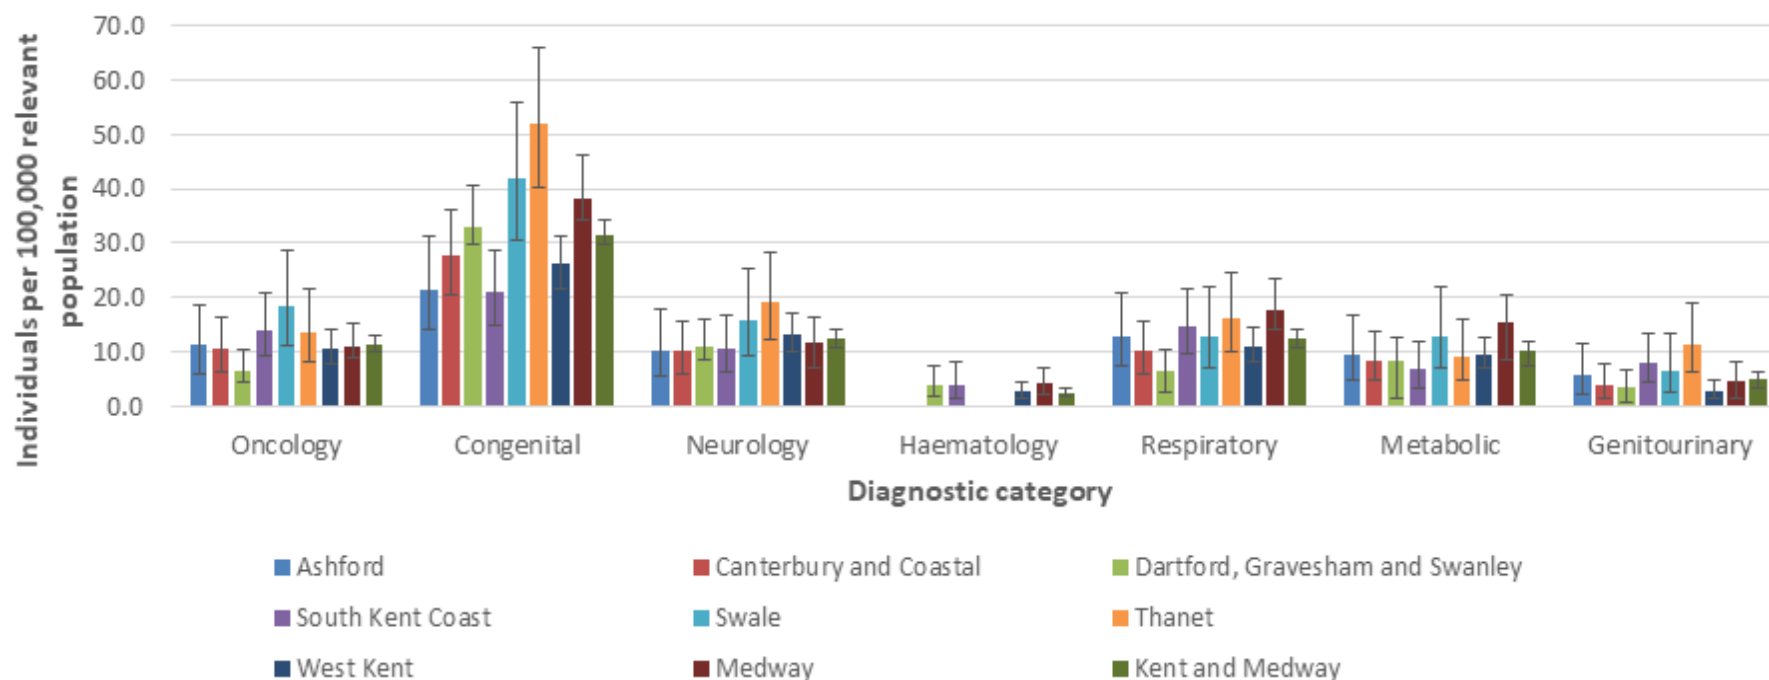 Individuals per 100,000 relevant
population
70.0
60.0
50.0
40.0
30.0
20.0
10.0
0.0
Oncology Congenital Neurology Haematology Respiratory Metabolic Genitourinary
Diagnostic category
Ashford Canterbury and Coastal Dartford, Gravesham and Swanley
South Kent Coast Swale Thanet
West Kent Medway Kent and Medway